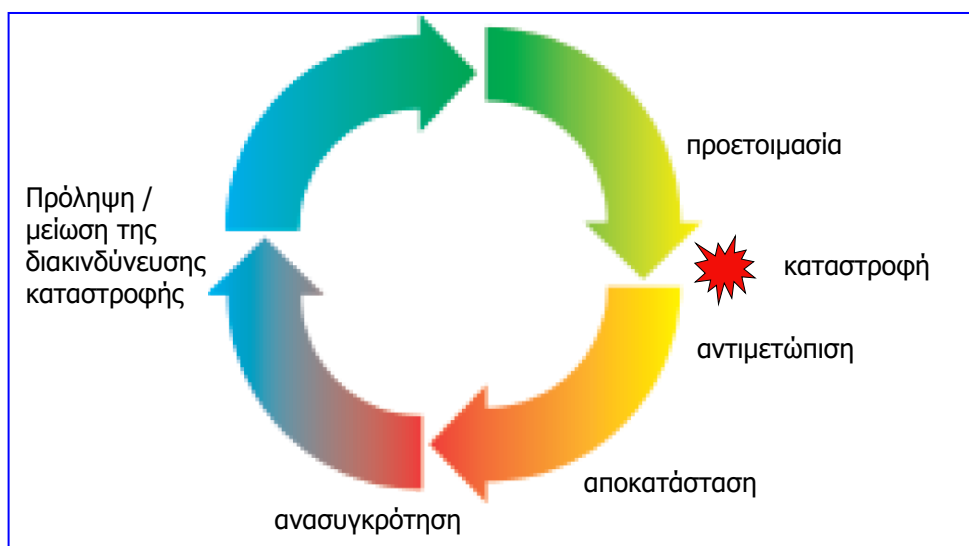 προετοιμασία
Πρόληψη /
μείωση της
διακινδύνευσης
καταστροφής
καταστροφή
αντιμετώπιση
αποκατάσταση
ανασυγκρότηση